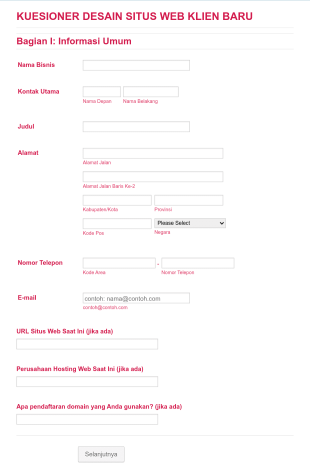 KUESIONER DESAIN SITUS WEB KLIEN BARU
Bagian I: Informasi Umum
Nama Bisnis
Kontak Utama
Nama Depan Nama Belakang
Judul
Alamat
Alamat Jalan
Alamat Jalan Baris Ke-2
Kabupaten/Kota Provinsi
Please Select
Kode Pos Negara
Nomor Telepon
-
Kode Area Nomor Telepon
E-mail
contoh: nama@contoh.com
contoh@contoh.com
URL Situs Web Saat Ini (jika ada)
Perusahaan Hosting Web Saat Ini (jika ada)
Apa pendaftaran domain yang Anda gunakan? (jika ada)
Selanjutnya